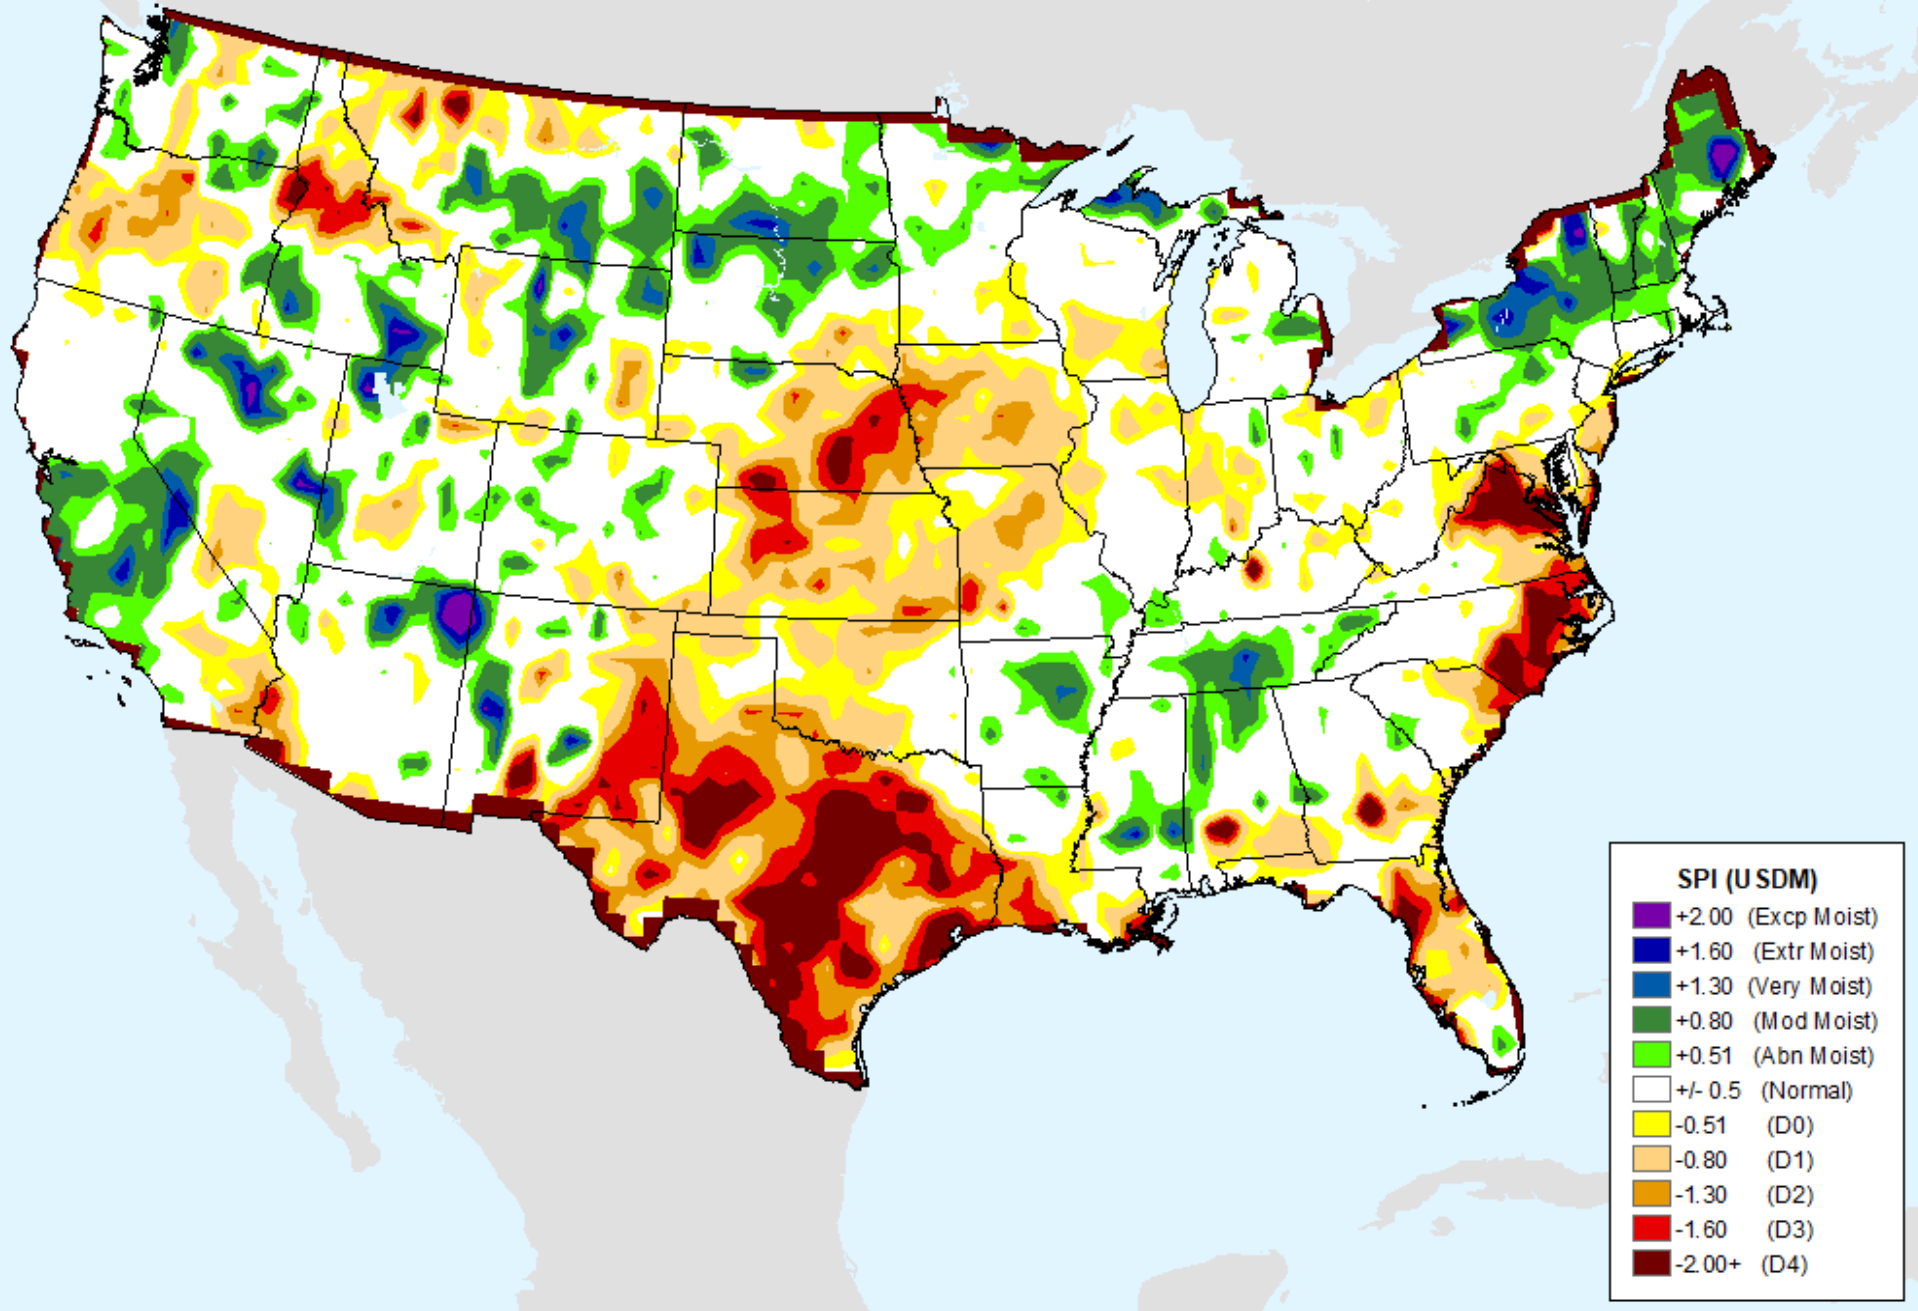 SPI (USDM)
+2.00 (Excp Moist)
+1.60 (Extr Moist)
+1.30 (Very Moist)
+0.80 (Mod Moist)
+0.51 (Abn Moist)
+/- 0.5 (Normal)
-0.51 (D0)
-0.80 (D1)
-1.30 (D2)
-1.60 (D3)
-2.00+ (D4)